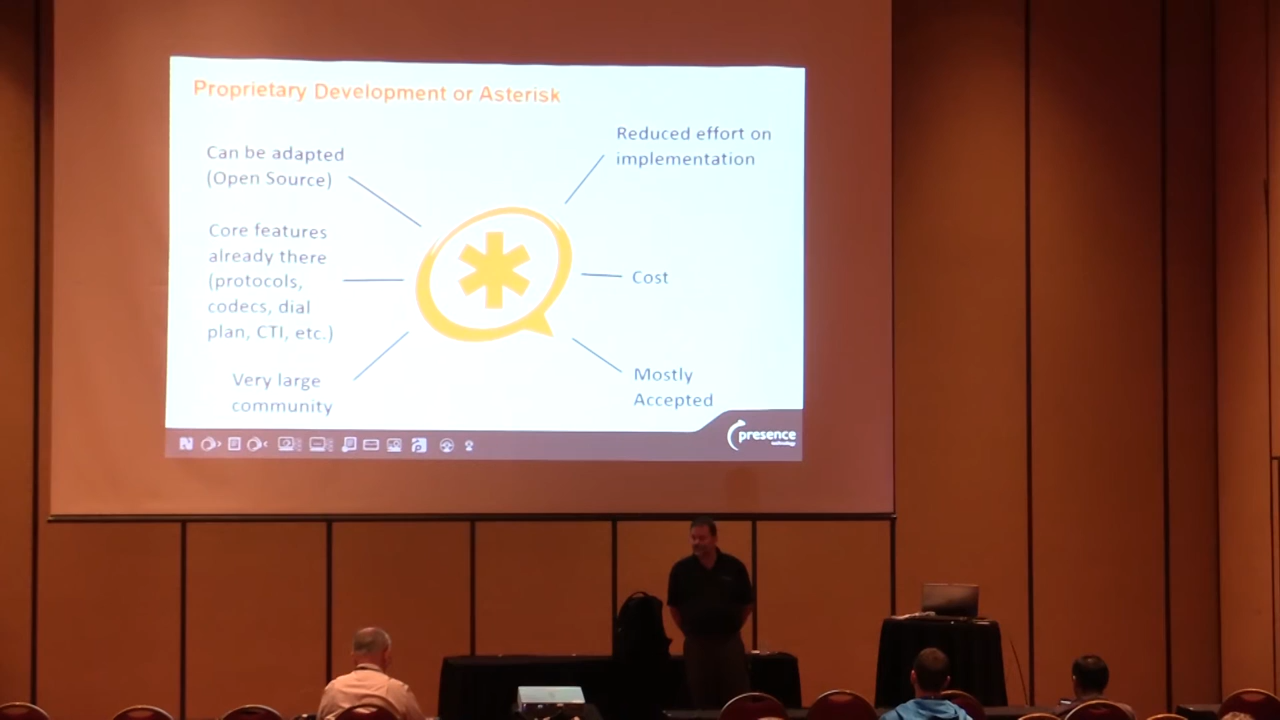 Proprietary Development or Asterisk
Can be adapted
(Open Source)
Core features
already there
(protocols,
codecs, dial
plan, CTI, etc.)
Very large
community
Reduced effort on
implementation
Cost
Mostly
Accepted
presence
technology